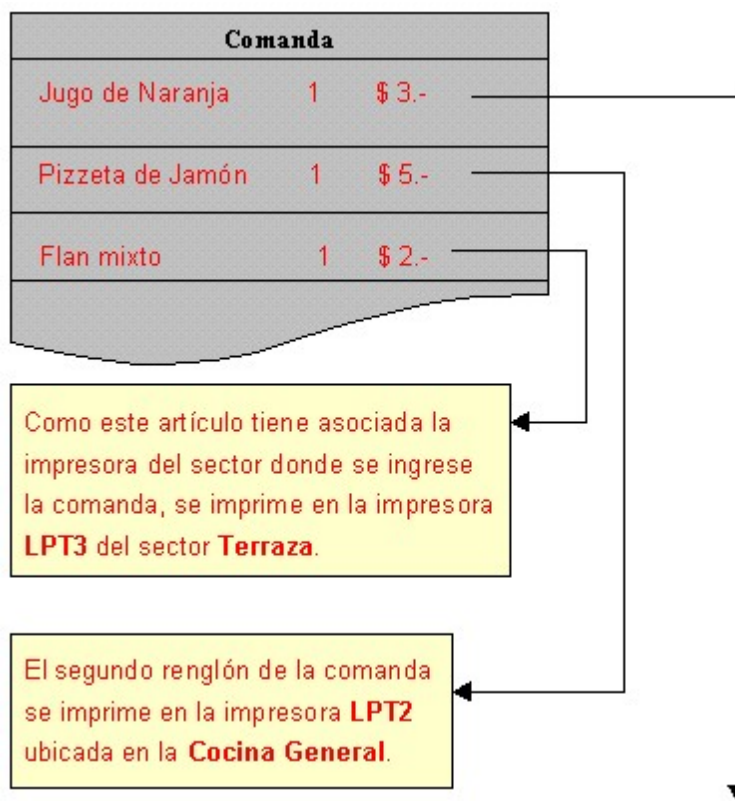 Comanda
Jugo de Naranja 1 $ 3.-
Pizzeta de Jamón 1 $ 5.-
Flan mixto 1 $ 2.-
Como este artículo tiene asociada la
impresora del sector donde se ingrese
la comanda, se imprime en la impresora
LPT3 del sector Terraza.
El segundo renglón de la comanda
se imprime en la impresora LPT2
ubicada en la Cocina General.